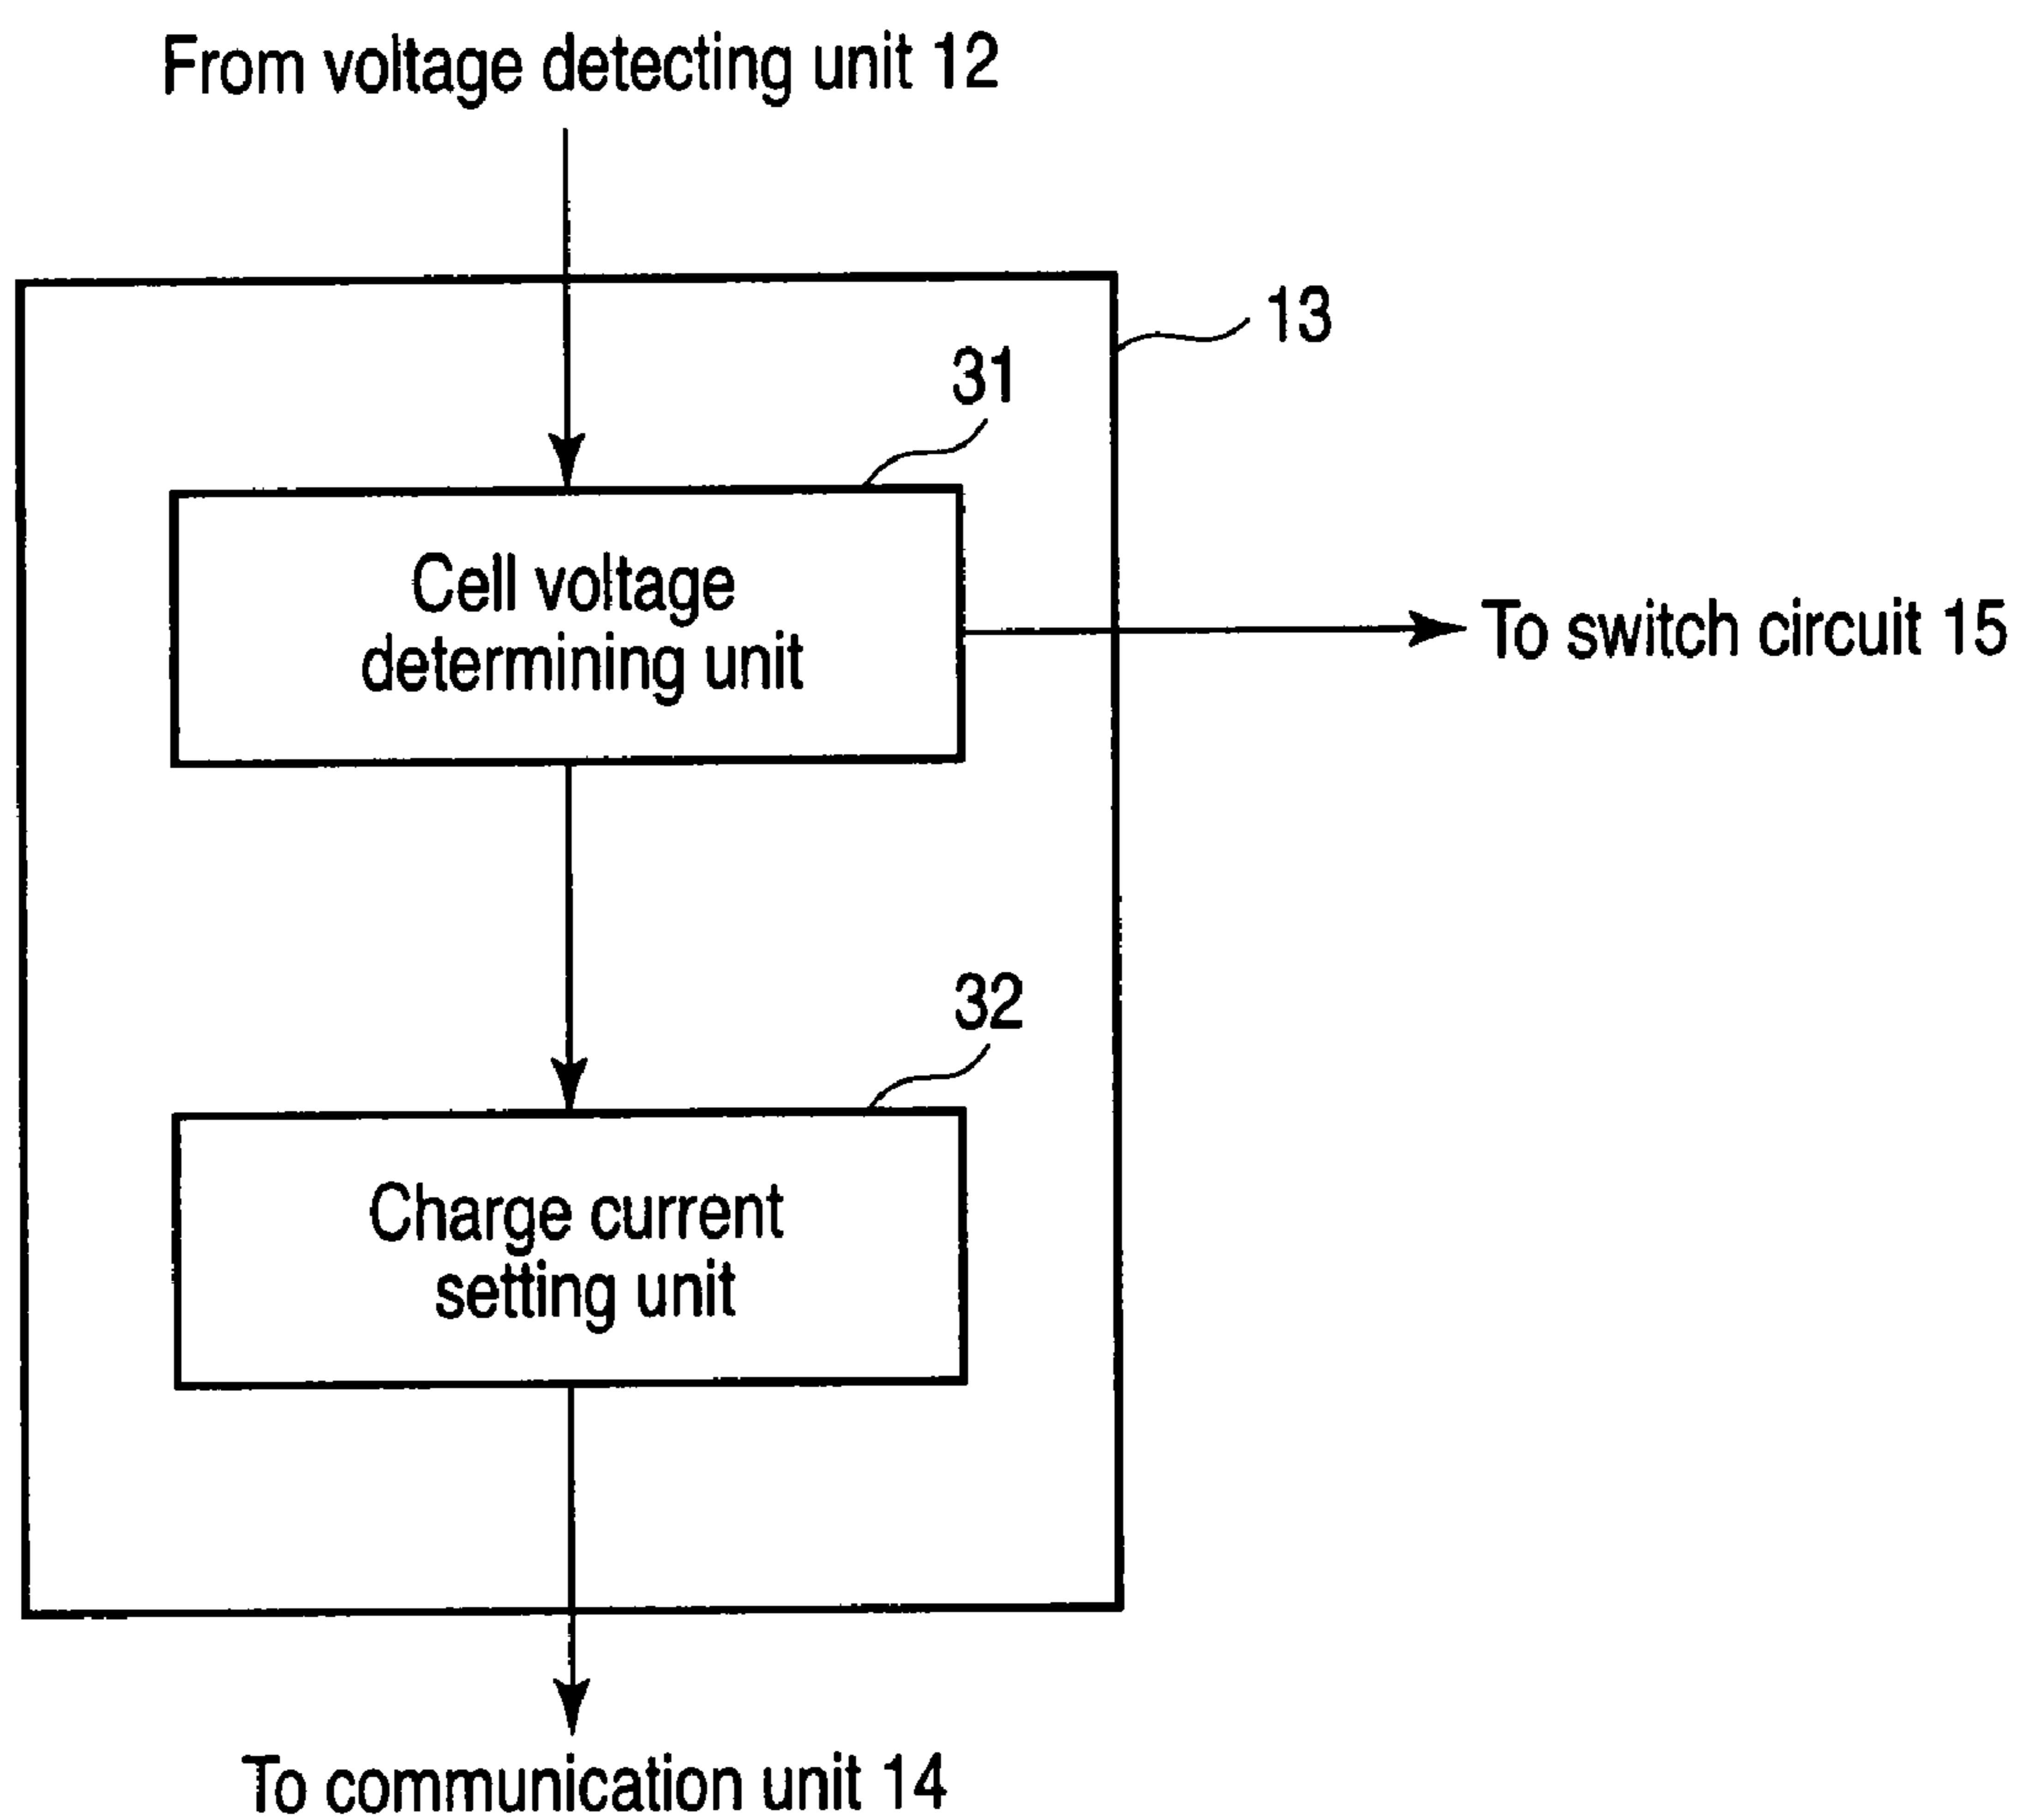 From voltage detecting unit 12
13
31
Cell voltage
determining unit
To switch circuit 15
32
Charge current
setting unit
To communication unit 14